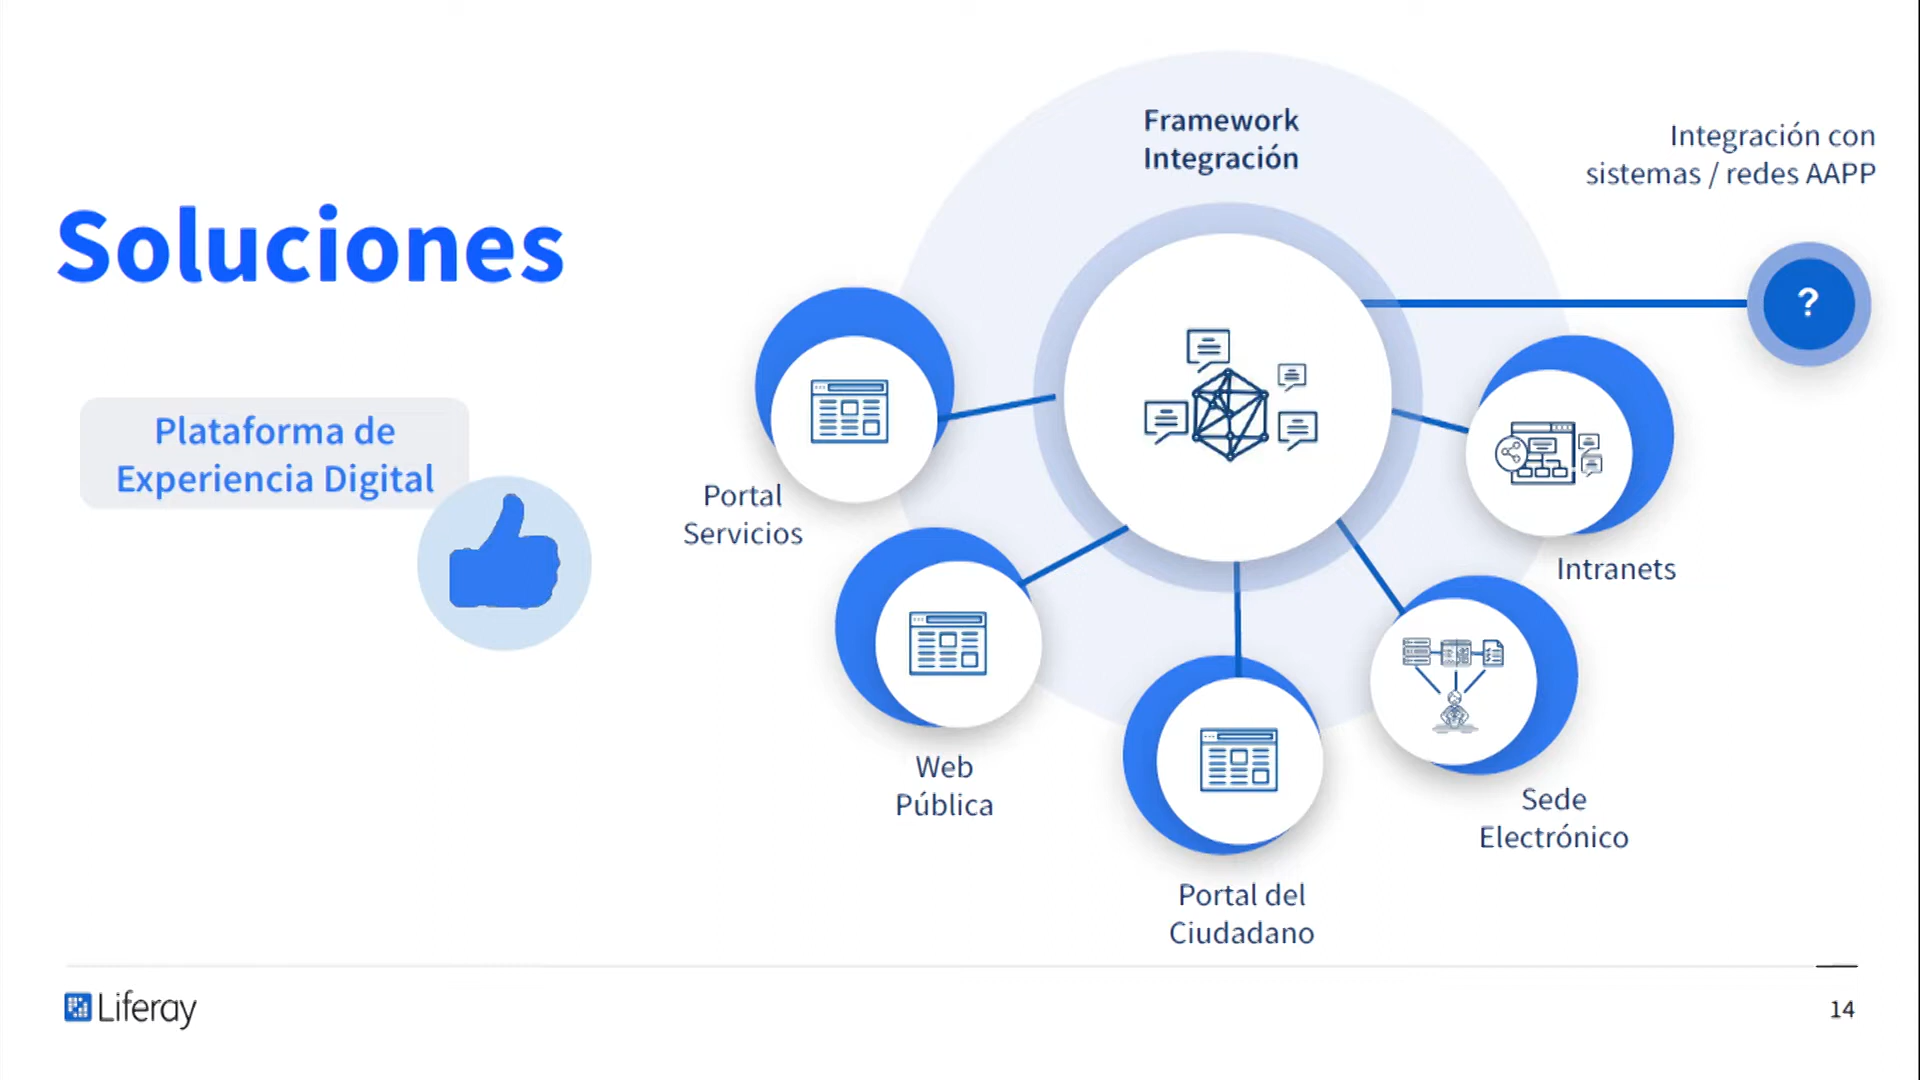 Soluciones
Plataforma de
Experiencia Digital
Framework
Integración
Integración con
sistemas / redes AAPP
?
Portal
Servicios
Web
Pública
Portal del
Ciudadano
Sede
Electrónico
Intranets
Liferay
14